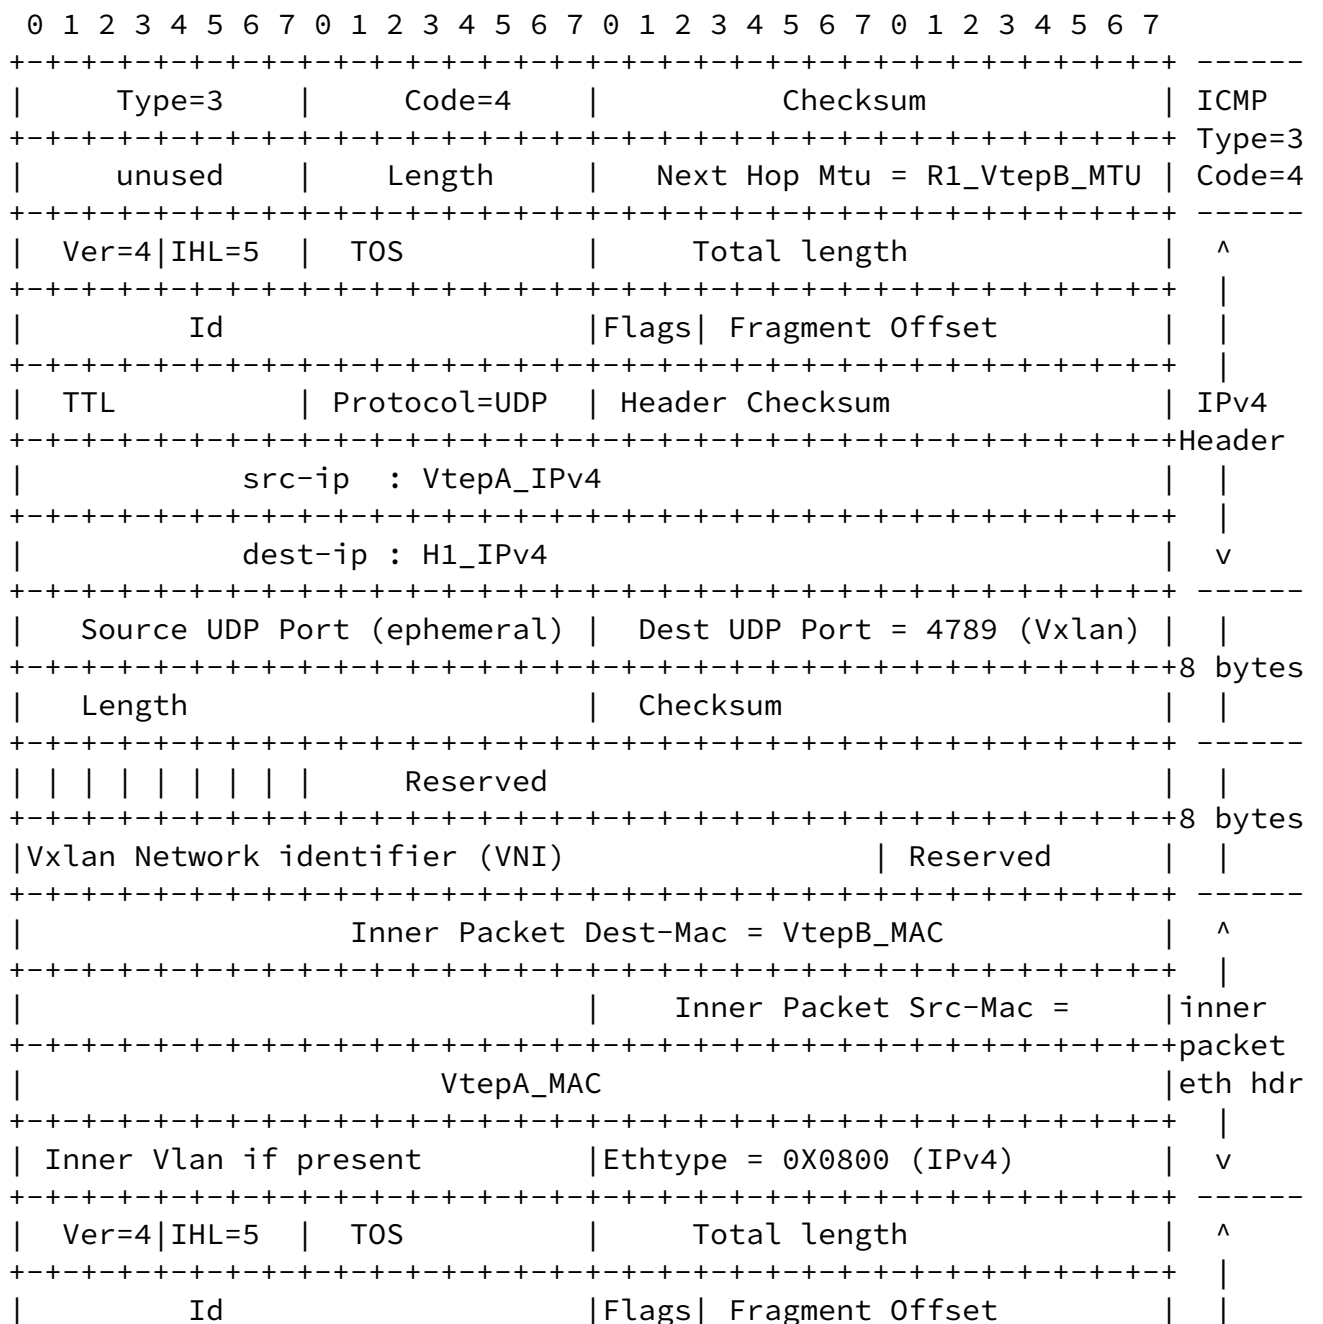 0 1 2 3 4 5 6 7 0 1 2 3 4 5 6 7 0 1 2 3 4 5 6 7 0 1 2 3 4 5 6 7
+-+-+-+-+-+-+-+-+-+-+-+-+-+-+-+-+-+-+-+-+-+-+-+-+-+-+-+-+-+-+-+-+ ------
|     Type=3    |     Code=4    |          Checksum             | ICMP
+-+-+-+-+-+-+-+-+-+-+-+-+-+-+-+-+-+-+-+-+-+-+-+-+-+-+-+-+-+-+-+-+ Type=3
|     unused    |    Length     |   Next Hop Mtu = R1_VtepB_MTU | Code=4
+-+-+-+-+-+-+-+-+-+-+-+-+-+-+-+-+-+-+-+-+-+-+-+-+-+-+-+-+-+-+-+-+ ------
|  Ver=4|IHL=5  |  TOS          |     Total length              |  ^
+-+-+-+-+-+-+-+-+-+-+-+-+-+-+-+-+-+-+-+-+-+-+-+-+-+-+-+-+-+-+-+-+  |
|         Id                    |Flags| Fragment Offset         |  |
+-+-+-+-+-+-+-+-+-+-+-+-+-+-+-+-+-+-+-+-+-+-+-+-+-+-+-+-+-+-+-+-+  |
|  TTL          | Protocol=UDP  | Header Checksum               | IPv4
+-+-+-+-+-+-+-+-+-+-+-+-+-+-+-+-+-+-+-+-+-+-+-+-+-+-+-+-+-+-+-+-+Header
|            src-ip  : VtepA_IPv4                               |  |
+-+-+-+-+-+-+-+-+-+-+-+-+-+-+-+-+-+-+-+-+-+-+-+-+-+-+-+-+-+-+-+-+  |
|            dest-ip : H1_IPv4                                  |  v
+-+-+-+-+-+-+-+-+-+-+-+-+-+-+-+-+-+-+-+-+-+-+-+-+-+-+-+-+-+-+-+-+ ------
|   Source UDP Port (ephemeral) |  Dest UDP Port = 4789 (Vxlan) |  |
+-+-+-+-+-+-+-+-+-+-+-+-+-+-+-+-+-+-+-+-+-+-+-+-+-+-+-+-+-+-+-+-+8 bytes
|   Length                      |  Checksum                     |  |
+-+-+-+-+-+-+-+-+-+-+-+-+-+-+-+-+-+-+-+-+-+-+-+-+-+-+-+-+-+-+-+-+ ------
| | | | | | | | |     Reserved                                  |  |
+-+-+-+-+-+-+-+-+-+-+-+-+-+-+-+-+-+-+-+-+-+-+-+-+-+-+-+-+-+-+-+-+8 bytes
|Vxlan Network identifier (VNI)                 | Reserved      |  |
+-+-+-+-+-+-+-+-+-+-+-+-+-+-+-+-+-+-+-+-+-+-+-+-+-+-+-+-+-+-+-+-+ ------
|                  Inner Packet Dest-Mac = VtepB_MAC            |  ^
+-+-+-+-+-+-+-+-+-+-+-+-+-+-+-+-+-+-+-+-+-+-+-+-+-+-+-+-+-+-+-+-+  |
|                               |    Inner Packet Src-Mac =     |inner
+-+-+-+-+-+-+-+-+-+-+-+-+-+-+-+-+-+-+-+-+-+-+-+-+-+-+-+-+-+-+-+-+packet
|                       VtepA_MAC                               |eth hdr
+-+-+-+-+-+-+-+-+-+-+-+-+-+-+-+-+-+-+-+-+-+-+-+-+-+-+-+-+-+-+-+-+  |
| Inner Vlan if present         |Ethtype = 0X0800 (IPv4)        |  v
+-+-+-+-+-+-+-+-+-+-+-+-+-+-+-+-+-+-+-+-+-+-+-+-+-+-+-+-+-+-+-+-+ ------
|  Ver=4|IHL=5  |  TOS          |     Total length              |  ^
+-+-+-+-+-+-+-+-+-+-+-+-+-+-+-+-+-+-+-+-+-+-+-+-+-+-+-+-+-+-+-+-+  |
|         Id                    |Flags| Fragment Offset         |  |